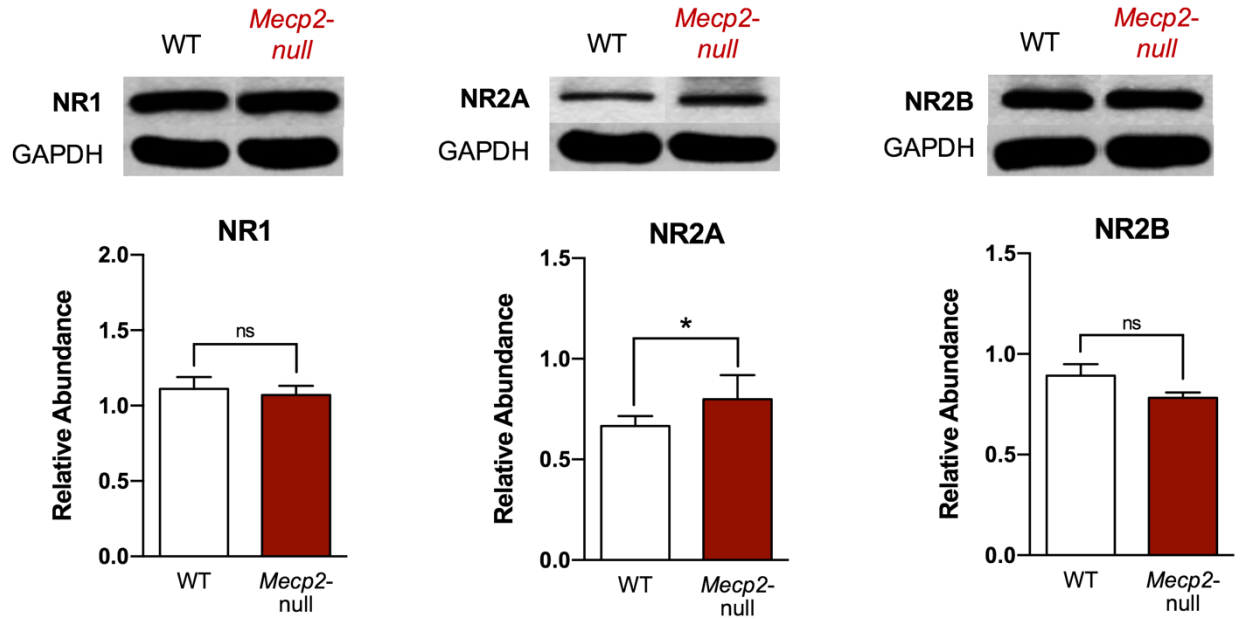 WT
Mecp2-
null
NR1
GAPDH
NR1
Relative Abundance
2.0
1.5
1.0
0.5
0.0
ns
WT
Mecp2-
null
WT
Mecp2-
null
NR2A
GAPDH
NR2A
Relative Abundance
1.5
1.0
0.5
0.0
*
WT
Mecp2-
null
WT
Mecp2-
null
NR2B
GAPDH
NR2B
Relative Abundance
1.5
1.0
0.5
0.0
ns
WT
Mecp2-
null